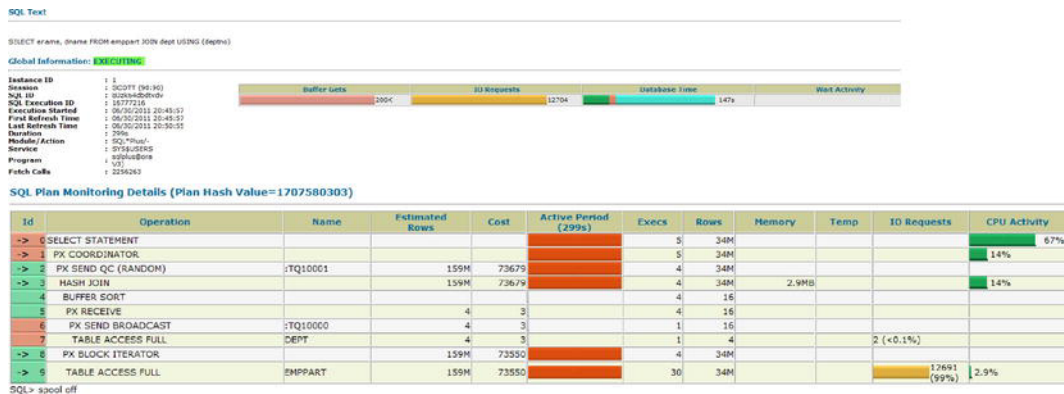 SQL Text
SELECT ename, dname FROM emppart JOIN dept USING (deptno)
Global Information: EXECUTING
Instance ID : 1
Session : SCOTT (90:90)
SQL ID :
SQL Execution ID : 16777216
Execution Started : 06/30/2011 20:45:57
First Refresh Time : 06/30/2011 20:45:57
Last Refresh Time : 06/30/2011 20:50:55
Duration : 299s
Module/Action : SQL*Plus/-
Service : SYS$USERS
Program : sqlplus@ora
V3)
Fetch Calls : 2256263
Buffer Gets IO Requests Database Time Wait Activity
200K 12704 147s
SQL Plan Monitoring Details (Plan Hash Value=1707580303)
Id Operation Name Estimated Rows Cost Active Period (299s) Execs Rows Memory Temp IO Requests CPU Activity
-> 0 SELECT STATEMENT 5 34M 67%
-> 1 PX COORDINATOR 5 34M 14%
-> 2 PX SEND QC (RANDOM) :TQ10001 159M 73679 4 34M
-> 3 HASH JOIN 159M 73679 4 34M 2.9MB 14%
4 BUFFER SORT 4 16
5 PX RECEIVE 4 3 4 16
6 PX SEND BROADCAST :TQ10000 4 3 1 16
7 TABLE ACCESS FULL DEPT 4 3 1 4 2 (<0.1%)
-> 8 PX BLOCK ITERATOR 159M 73550 4 34M
-> 9 TABLE ACCESS FULL EMPPART 159M 73550 30 34M 12691 (99%) 2.9%
SQL> spool off